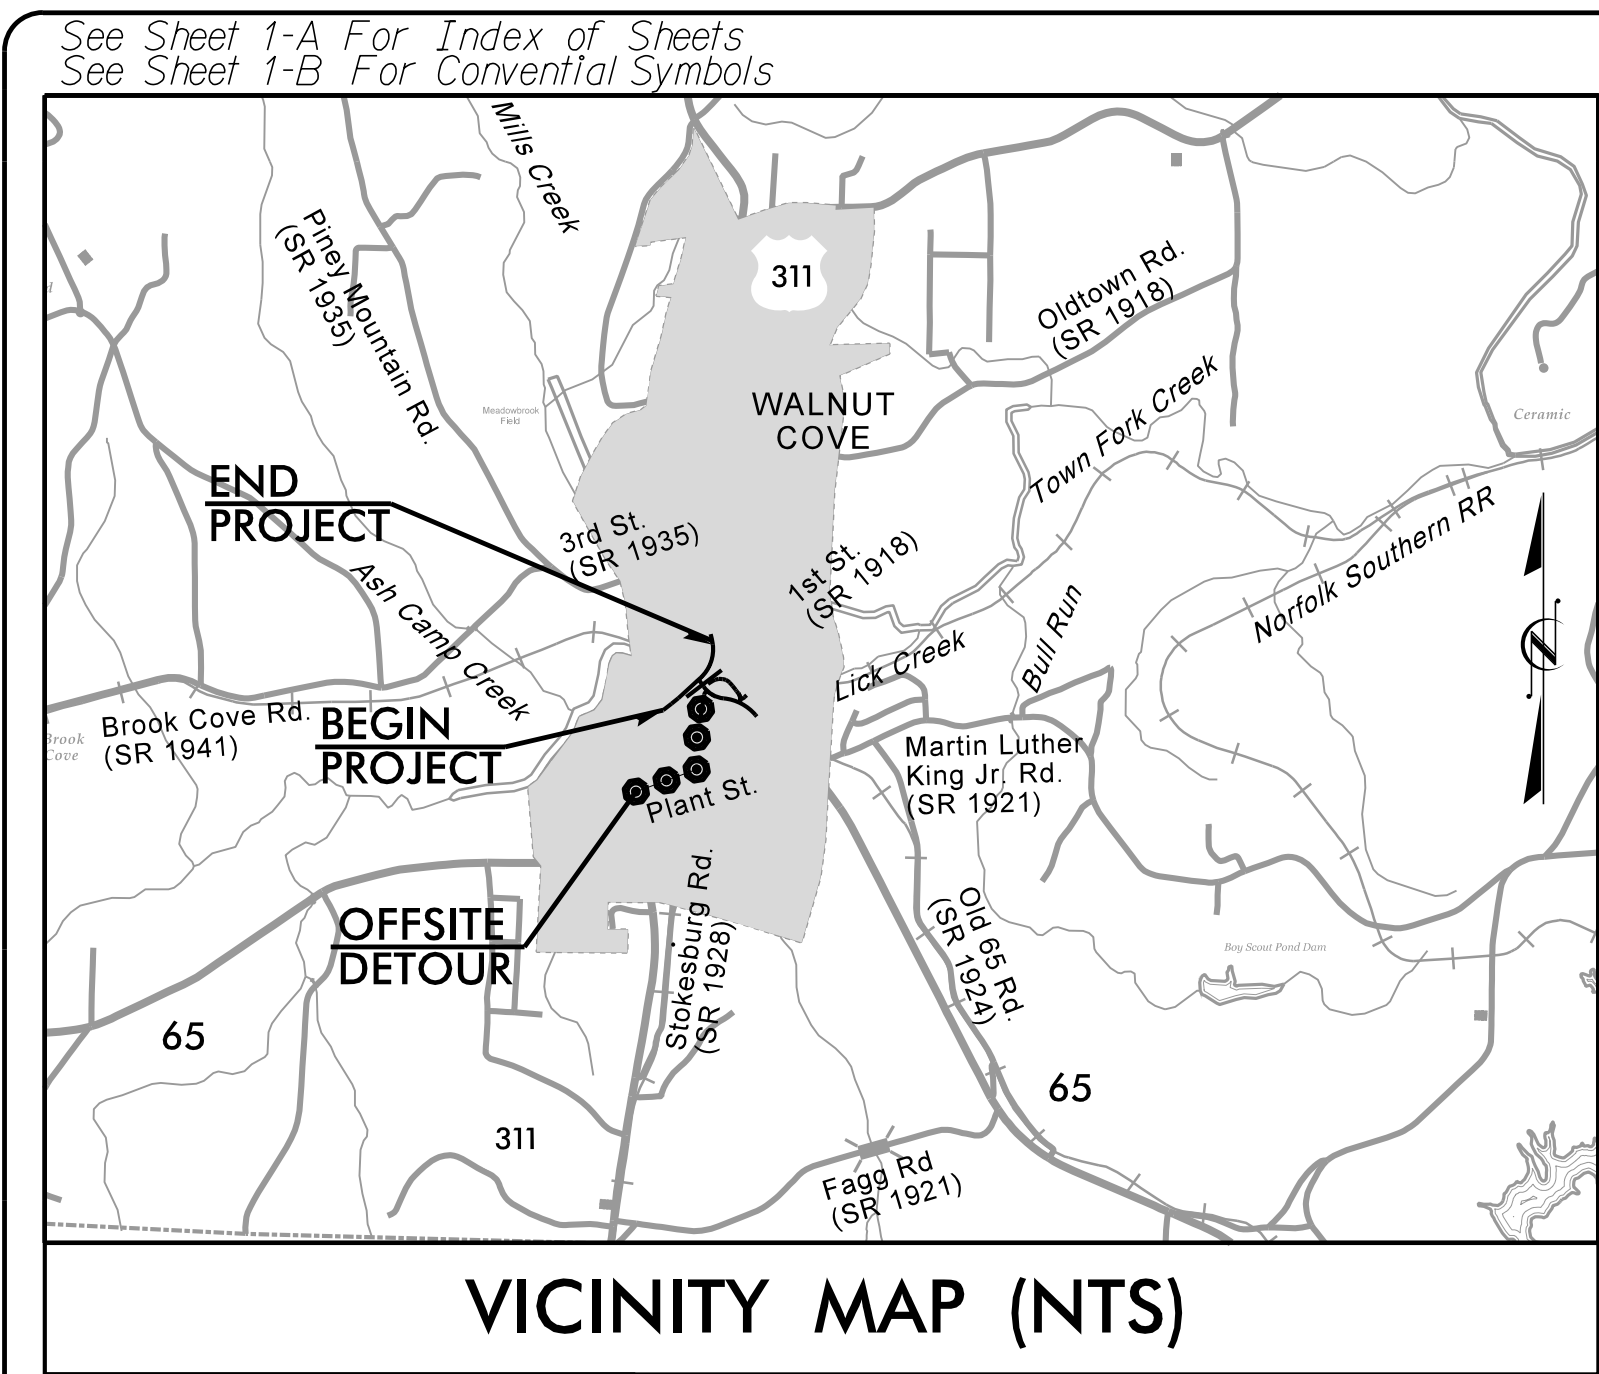 See Sheet 1-A For Index of Sheets
See Sheet 1-B For Convential Symbols
Mills Creek
Piney Mountain Rd.
(SR 1935)
311
Oldtown Rd.
(SR 1918)
WALNUT
COVE
Meadowbrook
Field
Ceramic
Town Fork Creek
END
PROJECT
3rd St.
(SR 1935)
1st St.
(SR 1918)
Norfolk Southern RR
Ash Camp Creek
Bull Run
Lick Creek
N
Brook Cove Rd.
(SR 1941)
Brook
Cove
BEGIN
PROJECT
Martin Luther
King Jr. Rd.
(SR 1921)
Plant St.
Stokesburg Rd.
(SR 1928)
Old 65 Rd.
(SR 1924)
OFFSITE
DETOUR
Boy Scout Pond Dam
65
65
311
Fagg Rd
(SR 1921)
VICINITY MAP (NTS)